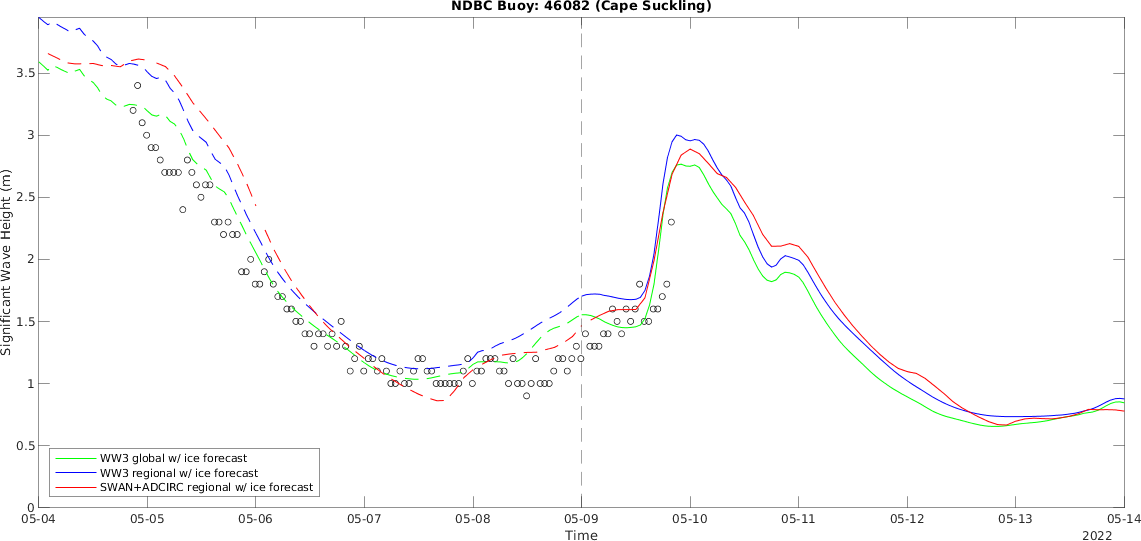 NDBC Buoy: 46082 (Cape Suckling)
Significant Wave Height (m)
3.5
3
2.5
2
1.5
1
0.5
0
WW3 global w/ ice forecast
WW3 regional w/ ice forecast
SWAN+ADCIRC regional w/ ice forecast
05-04 05-05 05-06 05-07 05-08 05-09 05-10 05-11 05-12 05-13 05-14
Time
2022